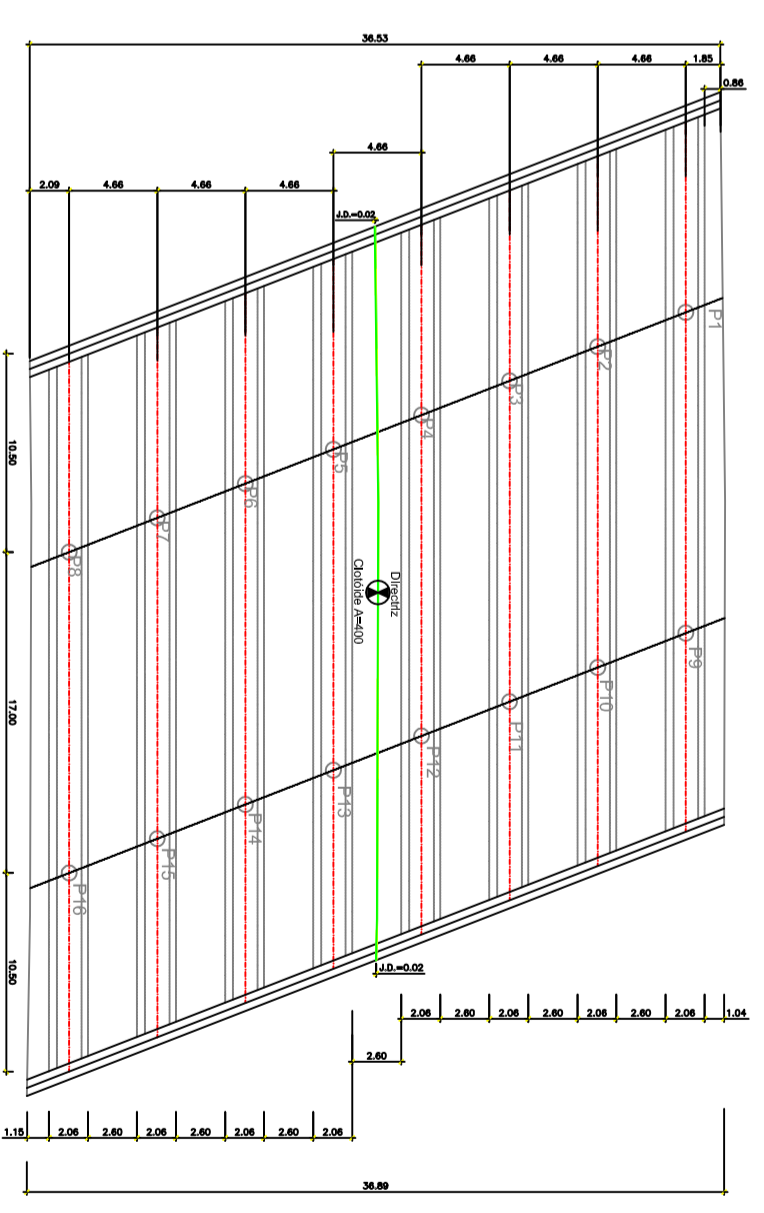 36.53
4.66
4.66
4.66
1.85
0.86
4.66
2.09
4.66
4.66
4.66
J.D.=0.02
P1
P2
P3
P4
P5
P6
P7
P8
10.50
Directriz
Clotóide A=400
P9
P10
P11
P12
P13
P14
P15
P16
17.00
10.50
J.D.=0.02
2.06
2.60
2.06
2.60
2.06
2.60
2.06
1.04
2.60
1.15
2.06
2.60
2.06
2.60
2.06
2.60
2.06
36.89